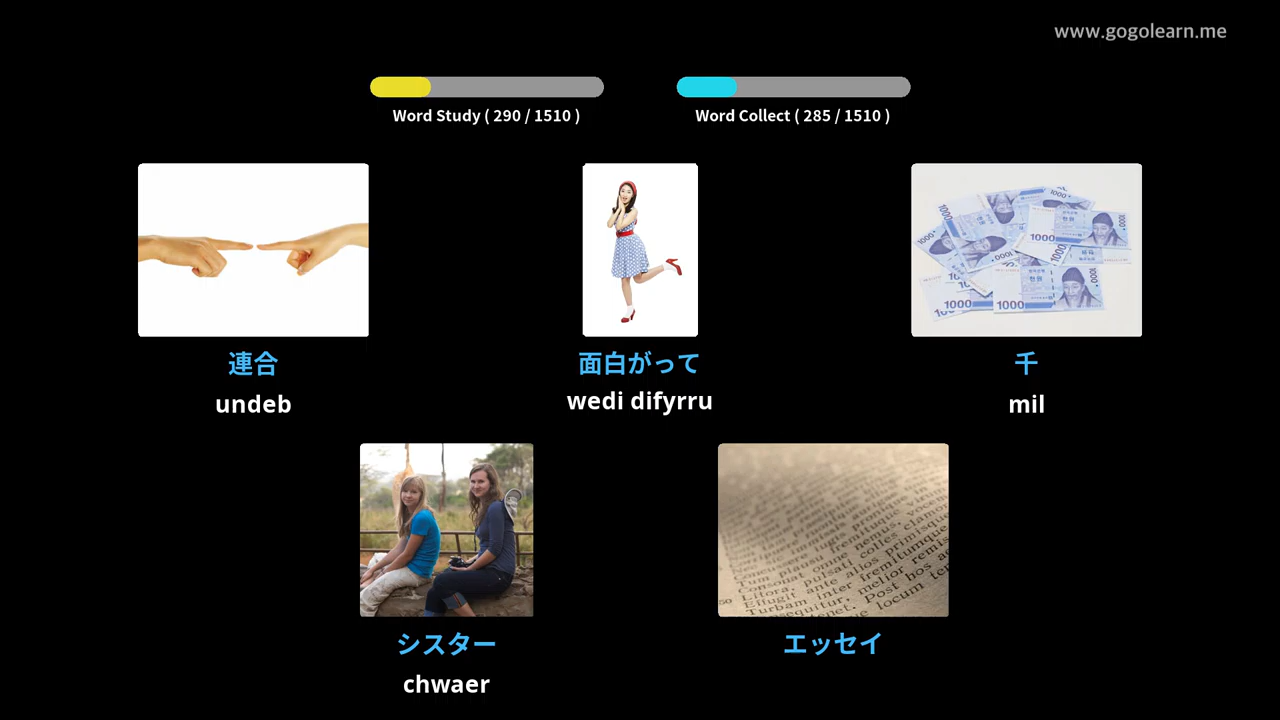 www.gogolearn.me
Word Study ( 290 / 1510 )
Word Collect ( 285 / 1510 )
連合
undeb
面白がって
wedi difyrru
千
mil
シスター
chwaer
エッセイ